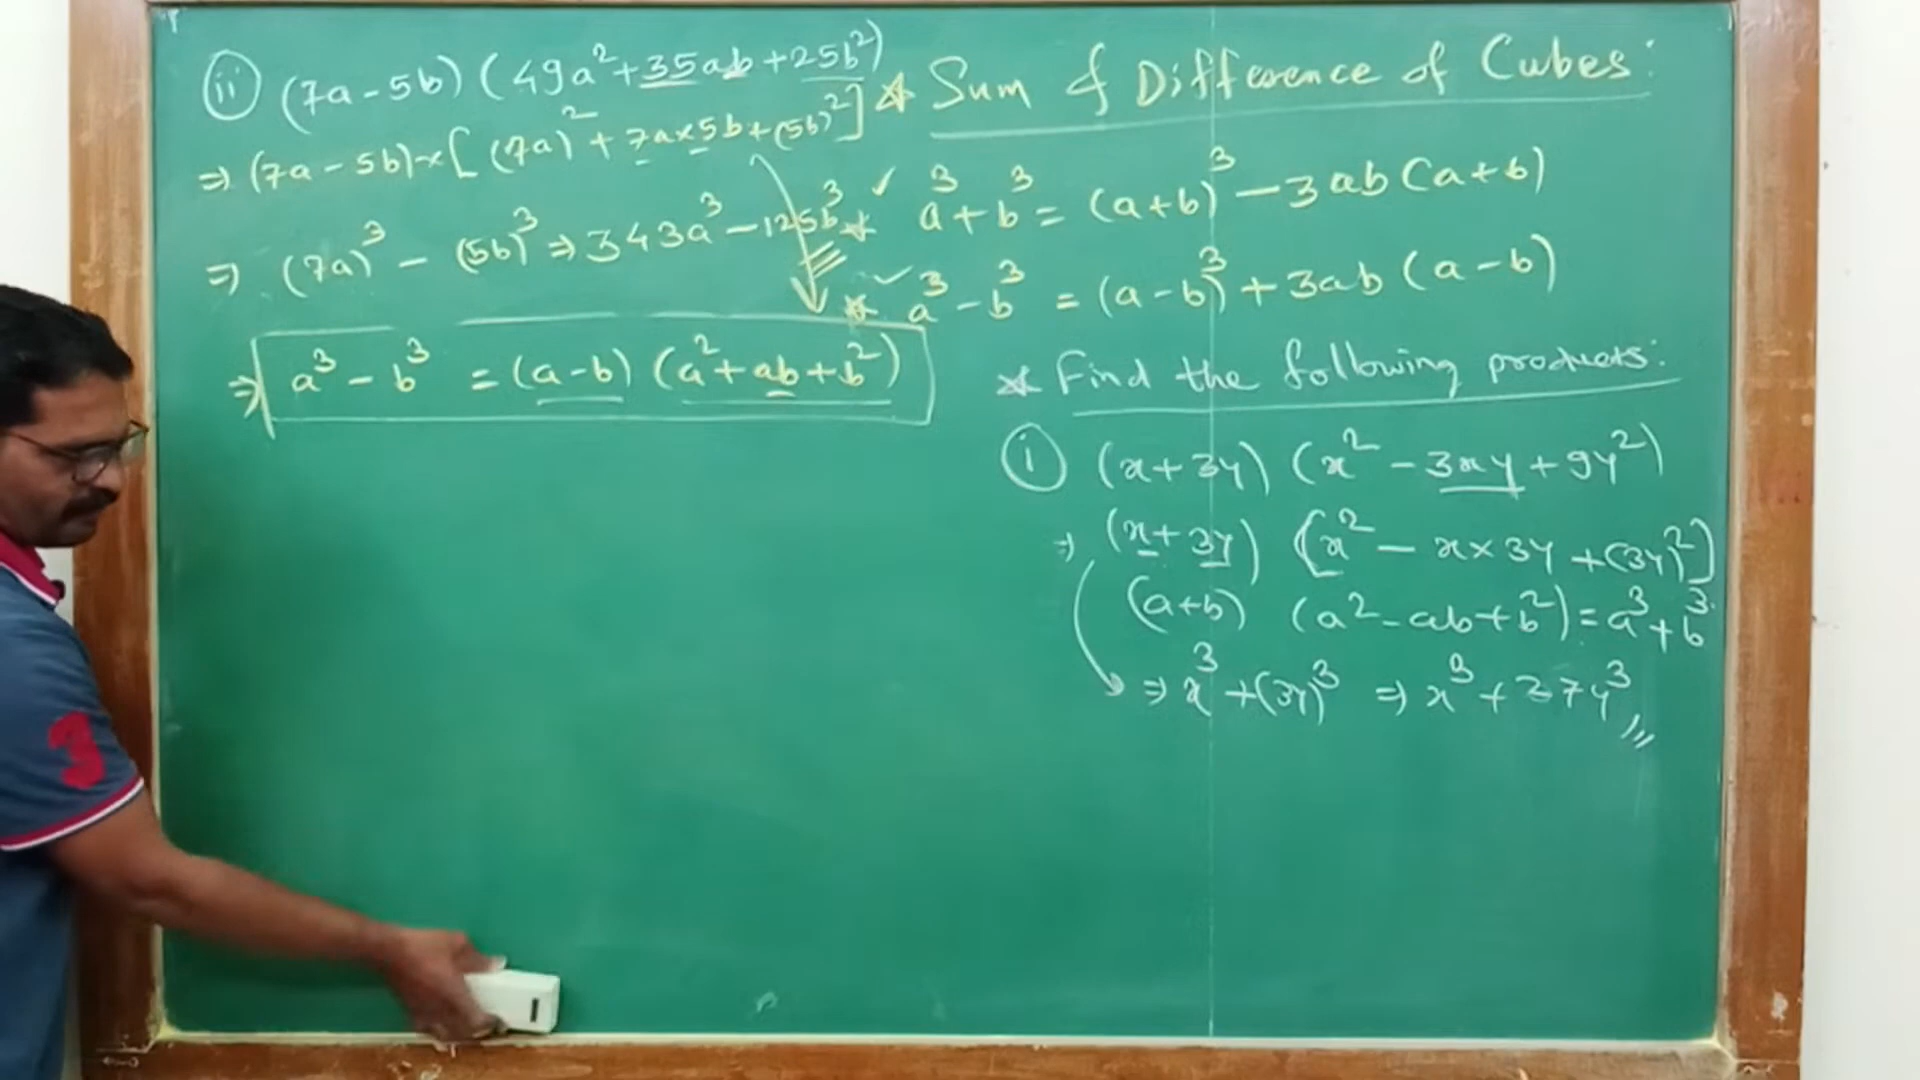 * Sum & Difference of Cubes:
✓ a³ + b³ = (a+b)³ - 3ab(a+b)
* ✓ a³ - b³ = (a-b)³ + 3ab(a-b)
* Find the following products:
(i) (x+3y) (x² - 3xy + 9y²)
⇒ (x+3y) [x² - x×3y + (3y)²]
(a+b) (a² - ab + b²) = a³ + b³
⇒ x³ + (3y)³ ⇒ x³ + 27y³ //
(ii) (7a-5b) (49a² + 35ab + 25b²)
⇒ (7a-5b) × [(7a)² + 7a×5b + (5b)²]
⇒ (7a)³ - (5b)³ ⇒ 343a³ - 125b³
⇒ a³ - b³ = (a-b) (a² + ab + b²)
3